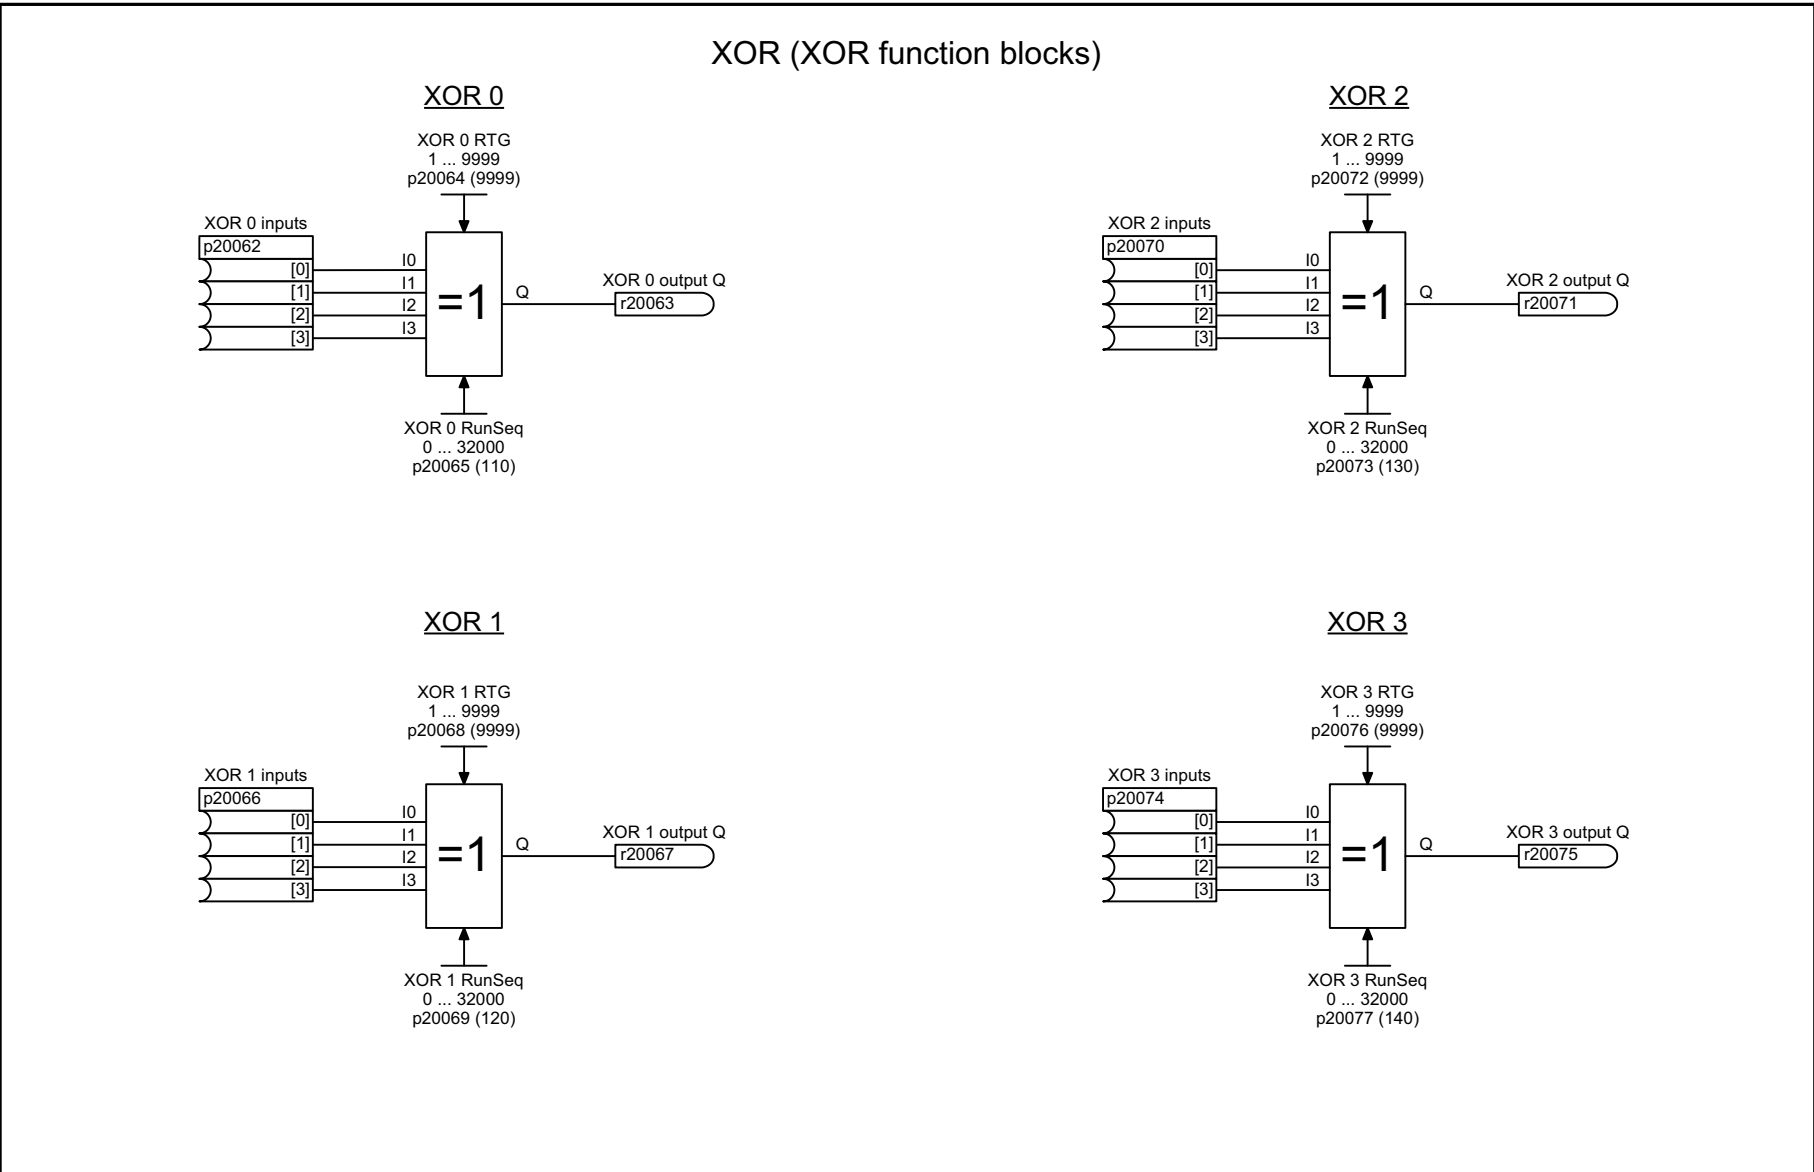 XOR (XOR function blocks)
XOR 0
XOR 0 RTG
1 ... 9999
p20064 (9999)
XOR 0 inputs
p20062
[0]
[1]
[2]
[3]
I0
I1
I2
I3
=1
Q
XOR 0 output Q
r20063
XOR 0 RunSeq
0 ... 32000
p20065 (110)
XOR 2
XOR 2 RTG
1 ... 9999
p20072 (9999)
XOR 2 inputs
p20070
[0]
[1]
[2]
[3]
I0
I1
I2
I3
=1
Q
XOR 2 output Q
r20071
XOR 2 RunSeq
0 ... 32000
p20073 (130)
XOR 1
XOR 1 RTG
1 ... 9999
p20068 (9999)
XOR 1 inputs
p20066
[0]
[1]
[2]
[3]
I0
I1
I2
I3
=1
Q
XOR 1 output Q
r20067
XOR 1 RunSeq
0 ... 32000
p20069 (120)
XOR 3
XOR 3 RTG
1 ... 9999
p20076 (9999)
XOR 3 inputs
p20074
[0]
[1]
[2]
[3]
I0
I1
I2
I3
=1
Q
XOR 3 output Q
r20075
XOR 3 RunSeq
0 ... 32000
p20077 (140)